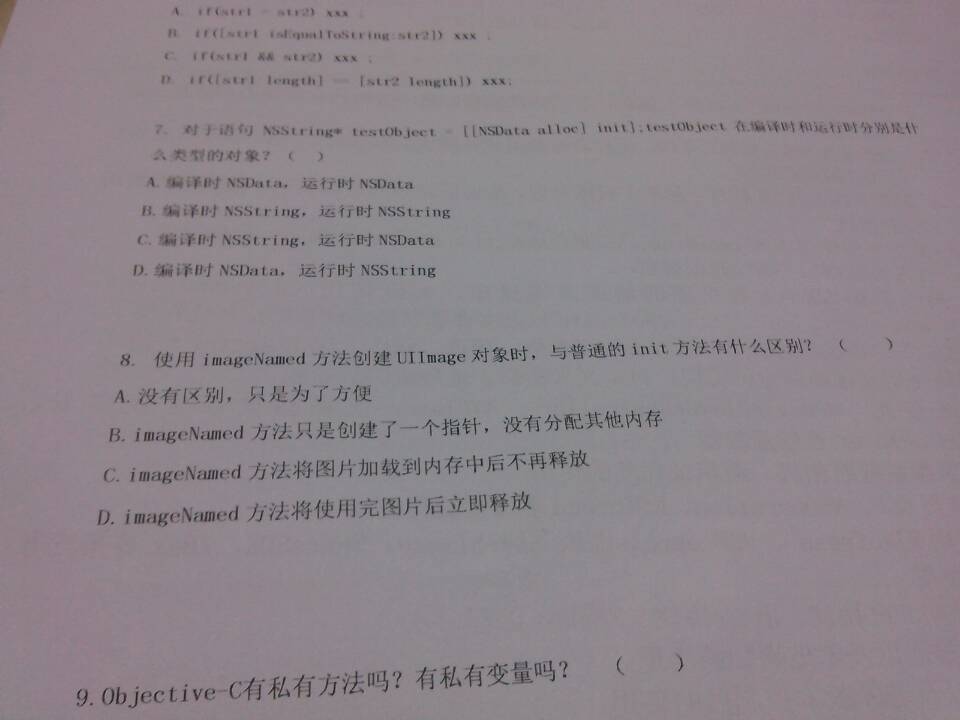 A. if(str1 = str2) xxx ;
B. if([str1 isEqualToString:str2]) xxx ;
C. if(str1 && str2) xxx ;
D. if([str1 length] == [str2 length]) xxx;
7. 对于语句 NSString* testObject = [[NSData alloc] init];testObject 在编译时和运行时分别是什
么类型的对象？（ ）
A. 编译时 NSData，运行时 NSData
B. 编译时 NSString，运行时 NSString
C. 编译时 NSString，运行时 NSData
D. 编译时 NSData，运行时 NSString
8. 使用 imageNamed 方法创建 UIImage 对象时，与普通的 init 方法有什么区别？（ ）
A. 没有区别，只是为了方便
B. imageNamed 方法只是创建了一个指针，没有分配其他内存
C. imageNamed 方法将图片加载到内存中后不再释放
D. imageNamed 方法将使用完图片后立即释放
9.Objective-C有私有方法吗？有私有变量吗？（ ）